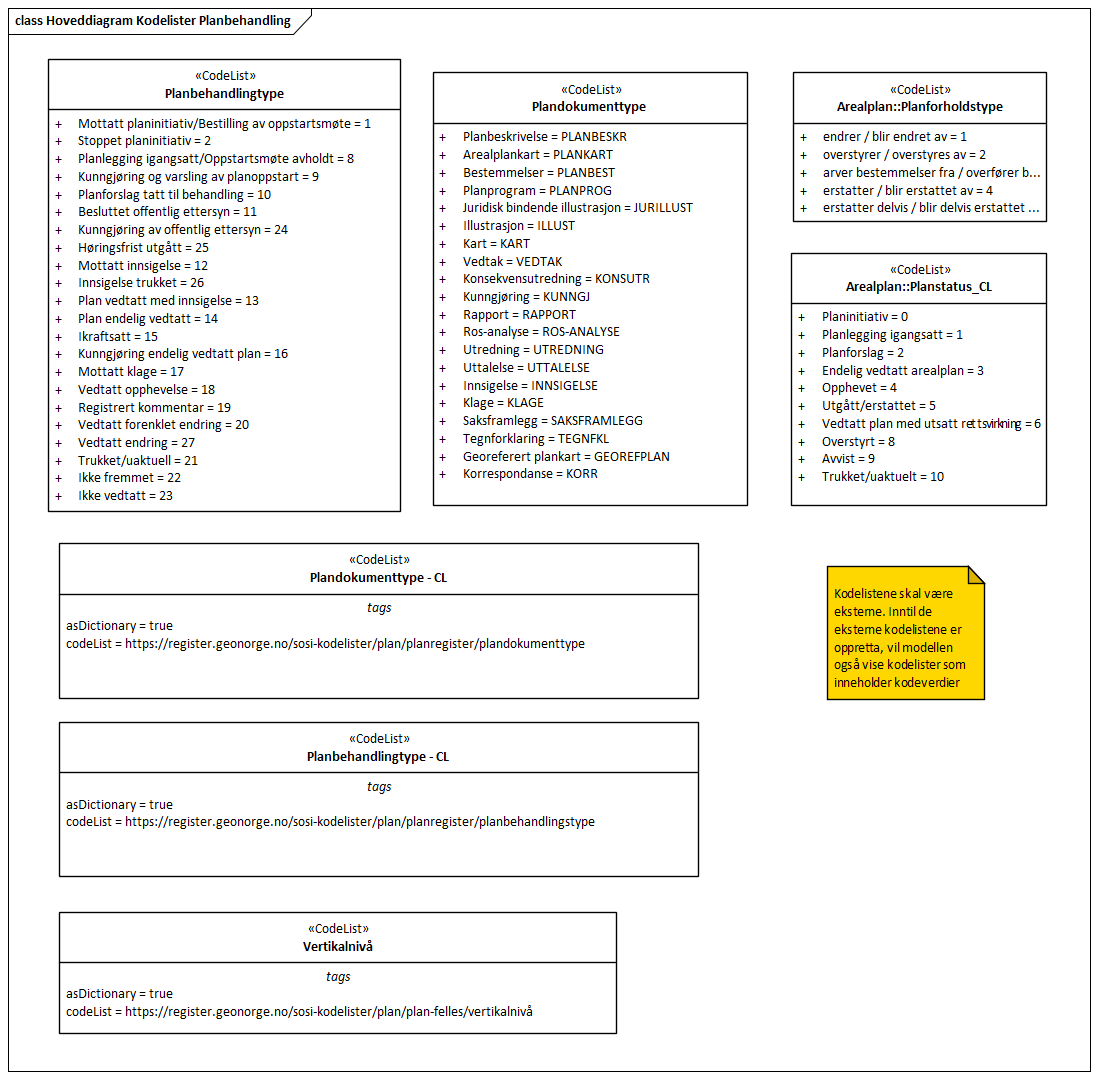 class Hoveddiagram Kodelister Planbehandling
«CodeList»
Planbehandlingtype
+ Mottatt planinitiativ/Bestilling av oppstartsmøte = 1
+ Stoppet planinitiativ = 2
+ Planlegging igangsatt/Oppstartsmøte avholdt = 8
+ Kunngjøring og varsling av planoppstart = 9
+ Planforslag tatt til behandling = 10
+ Besluttet offentlig ettersyn = 11
+ Kunngjøring av offentlig ettersyn = 24
+ Høringsfrist utgått = 25
+ Mottatt innsigelse = 12
+ Innsigelse trukket = 26
+ Plan vedtatt med innsigelse = 13
+ Plan endelig vedtatt = 14
+ Ikraftsatt = 15
+ Kunngjøring endelig vedtatt plan = 16
+ Mottatt klage = 17
+ Vedtatt opphevelse = 18
+ Registrert kommentar = 19
+ Vedtatt forenklet endring = 20
+ Vedtatt endring = 27
+ Trukket/uaktuell = 21
+ Ikke fremmet = 22
+ Ikke vedtatt = 23
«CodeList»
Plandokumenttype
+ Planbeskrivelse = PLANBESKR
+ Arealplankart = PLANKART
+ Bestemmelser = PLANBEST
+ Planprogram = PLANPROG
+ Juridisk bindende illustrasjon = JURILLUST
+ Illustrasjon = ILLUST
+ Kart = KART
+ Vedtak = VEDTAK
+ Konsekvensutredning = KONSUTR
+ Kunngjøring = KUNNGJ
+ Rapport = RAPPORT
+ Ros-analyse = ROS-ANALYSE
+ Utredning = UTREDNING
+ Uttalelse = UTTALELSE
+ Innsigelse = INNSIGELSE
+ Klage = KLAGE
+ Saksframlegg = SAKSFRAMLEGG
+ Tegnforklaring = TEGNFKL
+ Georeferert plankart = GEOREFPLAN
+ Korrespondanse = KORR
«CodeList»
Arealplan::Planforholdstype
+ endrer / blir endret av = 1
+ overstyrer / overstyres av = 2
+ arver bestemmelser fra / overfører b...
+ erstatter / blir erstattet av = 4
+ erstatter delvis / blir delvis erstattet ...
«CodeList»
Arealplan::Planstatus_CL
+ Planinitiativ = 0
+ Planlegging igangsatt = 1
+ Planforslag = 2
+ Endelig vedtatt arealplan = 3
+ Opphevet = 4
+ Utgått/erstattet = 5
+ Vedtatt plan med utsatt rettsvirkning = 6
+ Overstyrt = 8
+ Avvist = 9
+ Trukket/uaktuelt = 10
«CodeList»
Plandokumenttype - CL
tags
asDictionary = true
codeList = https://register.geonorge.no/sosi-kodelister/plan/planregister/plandokumenttype
Kodelistene skal være
eksterne. Inntil de
eksterne kodelistene er
oppretta, vil modellen
også vise kodelister som
inneholder kodeverdier
«CodeList»
Planbehandlingtype - CL
tags
asDictionary = true
codeList = https://register.geonorge.no/sosi-kodelister/plan/planregister/planbehandlingstype
«CodeList»
Vertikalnivå
tags
asDictionary = true
codeList = https://register.geonorge.no/sosi-kodelister/plan/plan-felles/vertikalnivå